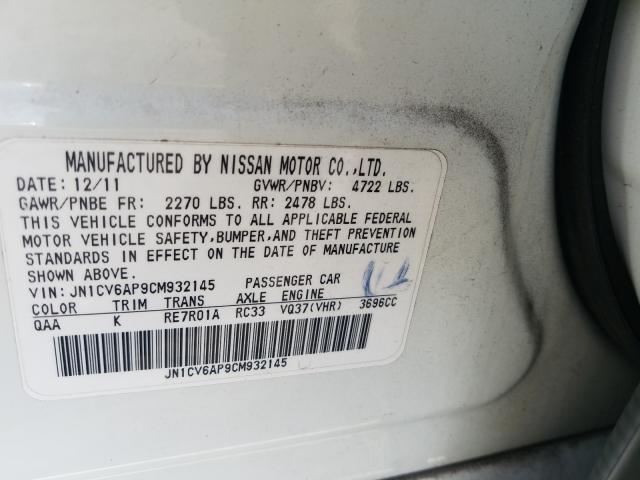 MANUFACTURED BY NISSAN MOTOR CO.,LTD.
DATE: 12/11 GVWR/PNBV: 4722 LBS.
GAWR/PNBE FR: 2270 LBS. RR: 2478 LBS.
THIS VEHICLE CONFORMS TO ALL APPLICABLE FEDERAL
MOTOR VEHICLE SAFETY,BUMPER,AND THEFT PREVENTION
STANDARDS IN EFFECT ON THE DATE OF MANUFACTURE
SHOWN ABOVE.
VIN: JN1CV6AP9CM932145 PASSENGER CAR
COLOR TRIM TRANS AXLE ENGINE
QAA K RE7R01A RC33 VQ37(VHR) 3696CC
JN1CV6AP9CM932145